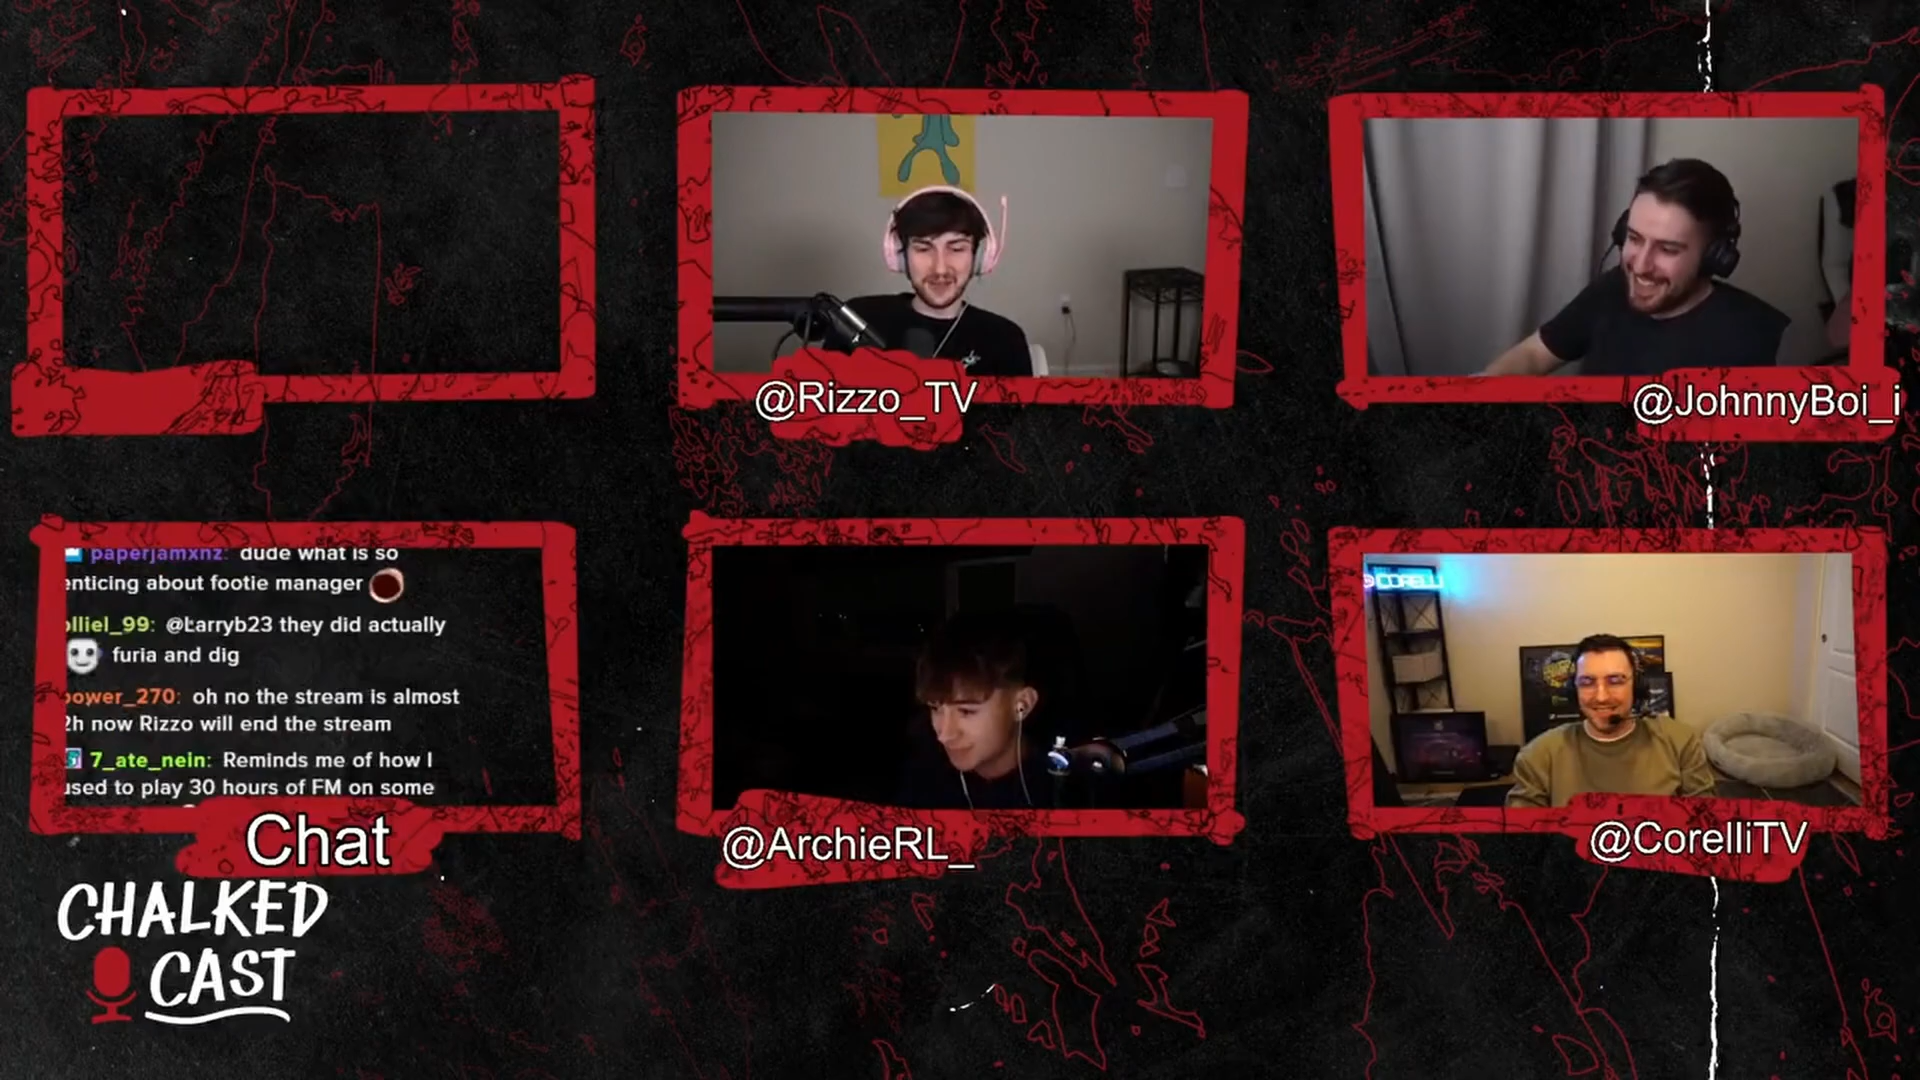 @Rizzo_TV
@JohnnyBoi_i
paperjamxnz: dude what is so
enticing about footie manager
olliel_99: @Larryb23 they did actually
furia and dig
power_270: oh no the stream is almost
2h now Rizzo will end the stream
7_ate_nein: Reminds me of how I
used to play 30 hours of FM on some
Chat
@ArchieRL_
CORELLI
@CorelliTV
CHALKED
CAST